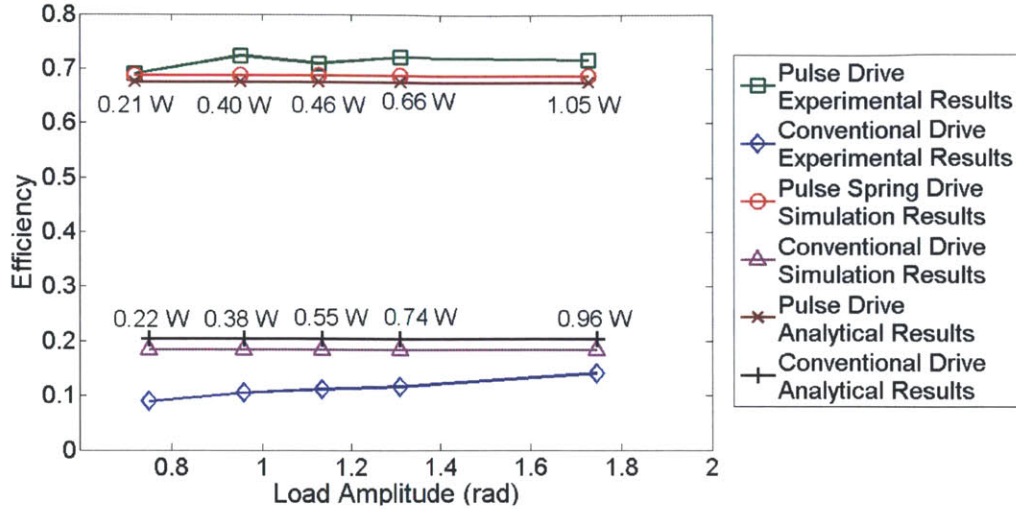 0.8
0.7
0.6
0.5
0.4
0.3
0.2
0.1
0
Efficiency
0.21 W 0.40 W 0.46 W 0.66 W 1.05 W
0.22 W 0.38 W 0.55 W 0.74 W 0.96 W
0.8 1 1.2 1.4 1.6 1.8 2
Load Amplitude (rad)
Pulse Drive
Experimental Results
Conventional Drive
Experimental Results
Pulse Spring Drive
Simulation Results
Conventional Drive
Simulation Results
Pulse Drive
Analytical Results
Conventional Drive
Analytical Results